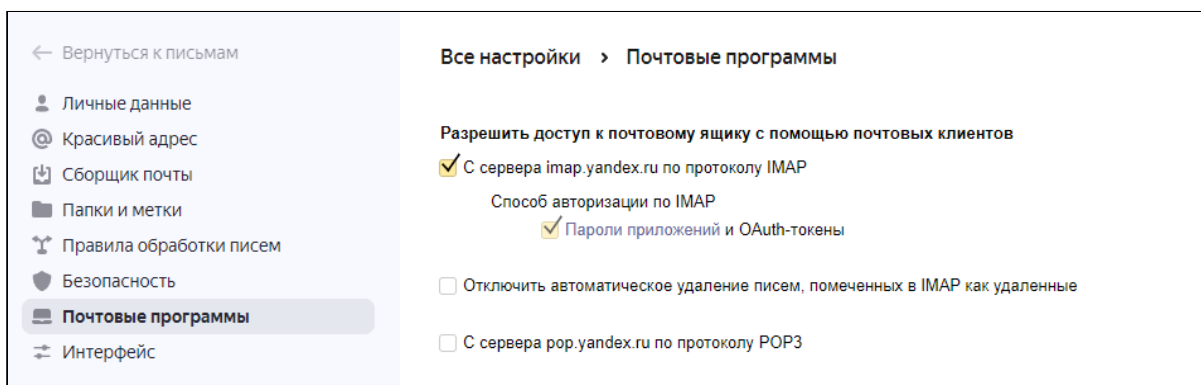 Вернуться к письмам
Личные данные
Красивый адрес
Сборщик почты
Папки и метки
Правила обработки писем
Безопасность
Почтовые программы
Интерфейс
Все настройки › Почтовые программы
Разрешить доступ к почтовому ящику с помощью почтовых клиентов
С сервера imap.yandex.ru по протоколу IMAP
Способ авторизации по IMAP
Пароли приложений и OAuth-токены
Отключить автоматическое удаление писем, помеченных в IMAP как удаленные
С сервера pop.yandex.ru по протоколу POP3